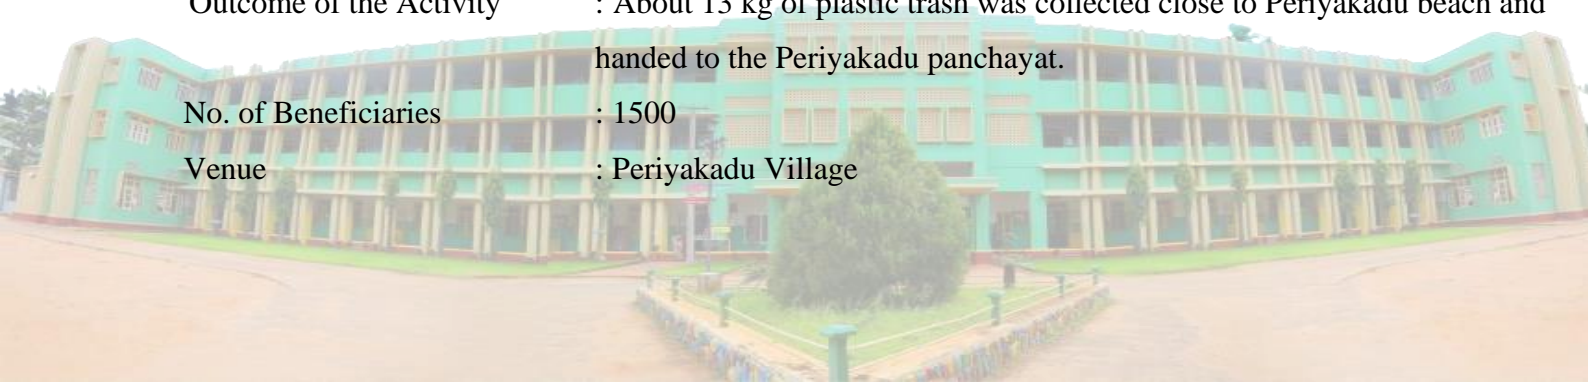 Outcome of the Activity : About 13 kg of plastic trash was collected close to Periyakadu beach and
handed to the Periyakadu panchayat.
No. of Beneficiaries : 1500
Venue : Periyakadu Village